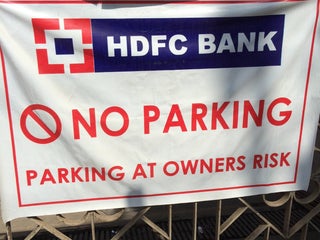 HDFC BANK
NO PARKING
PARKING AT OWNERS RISK